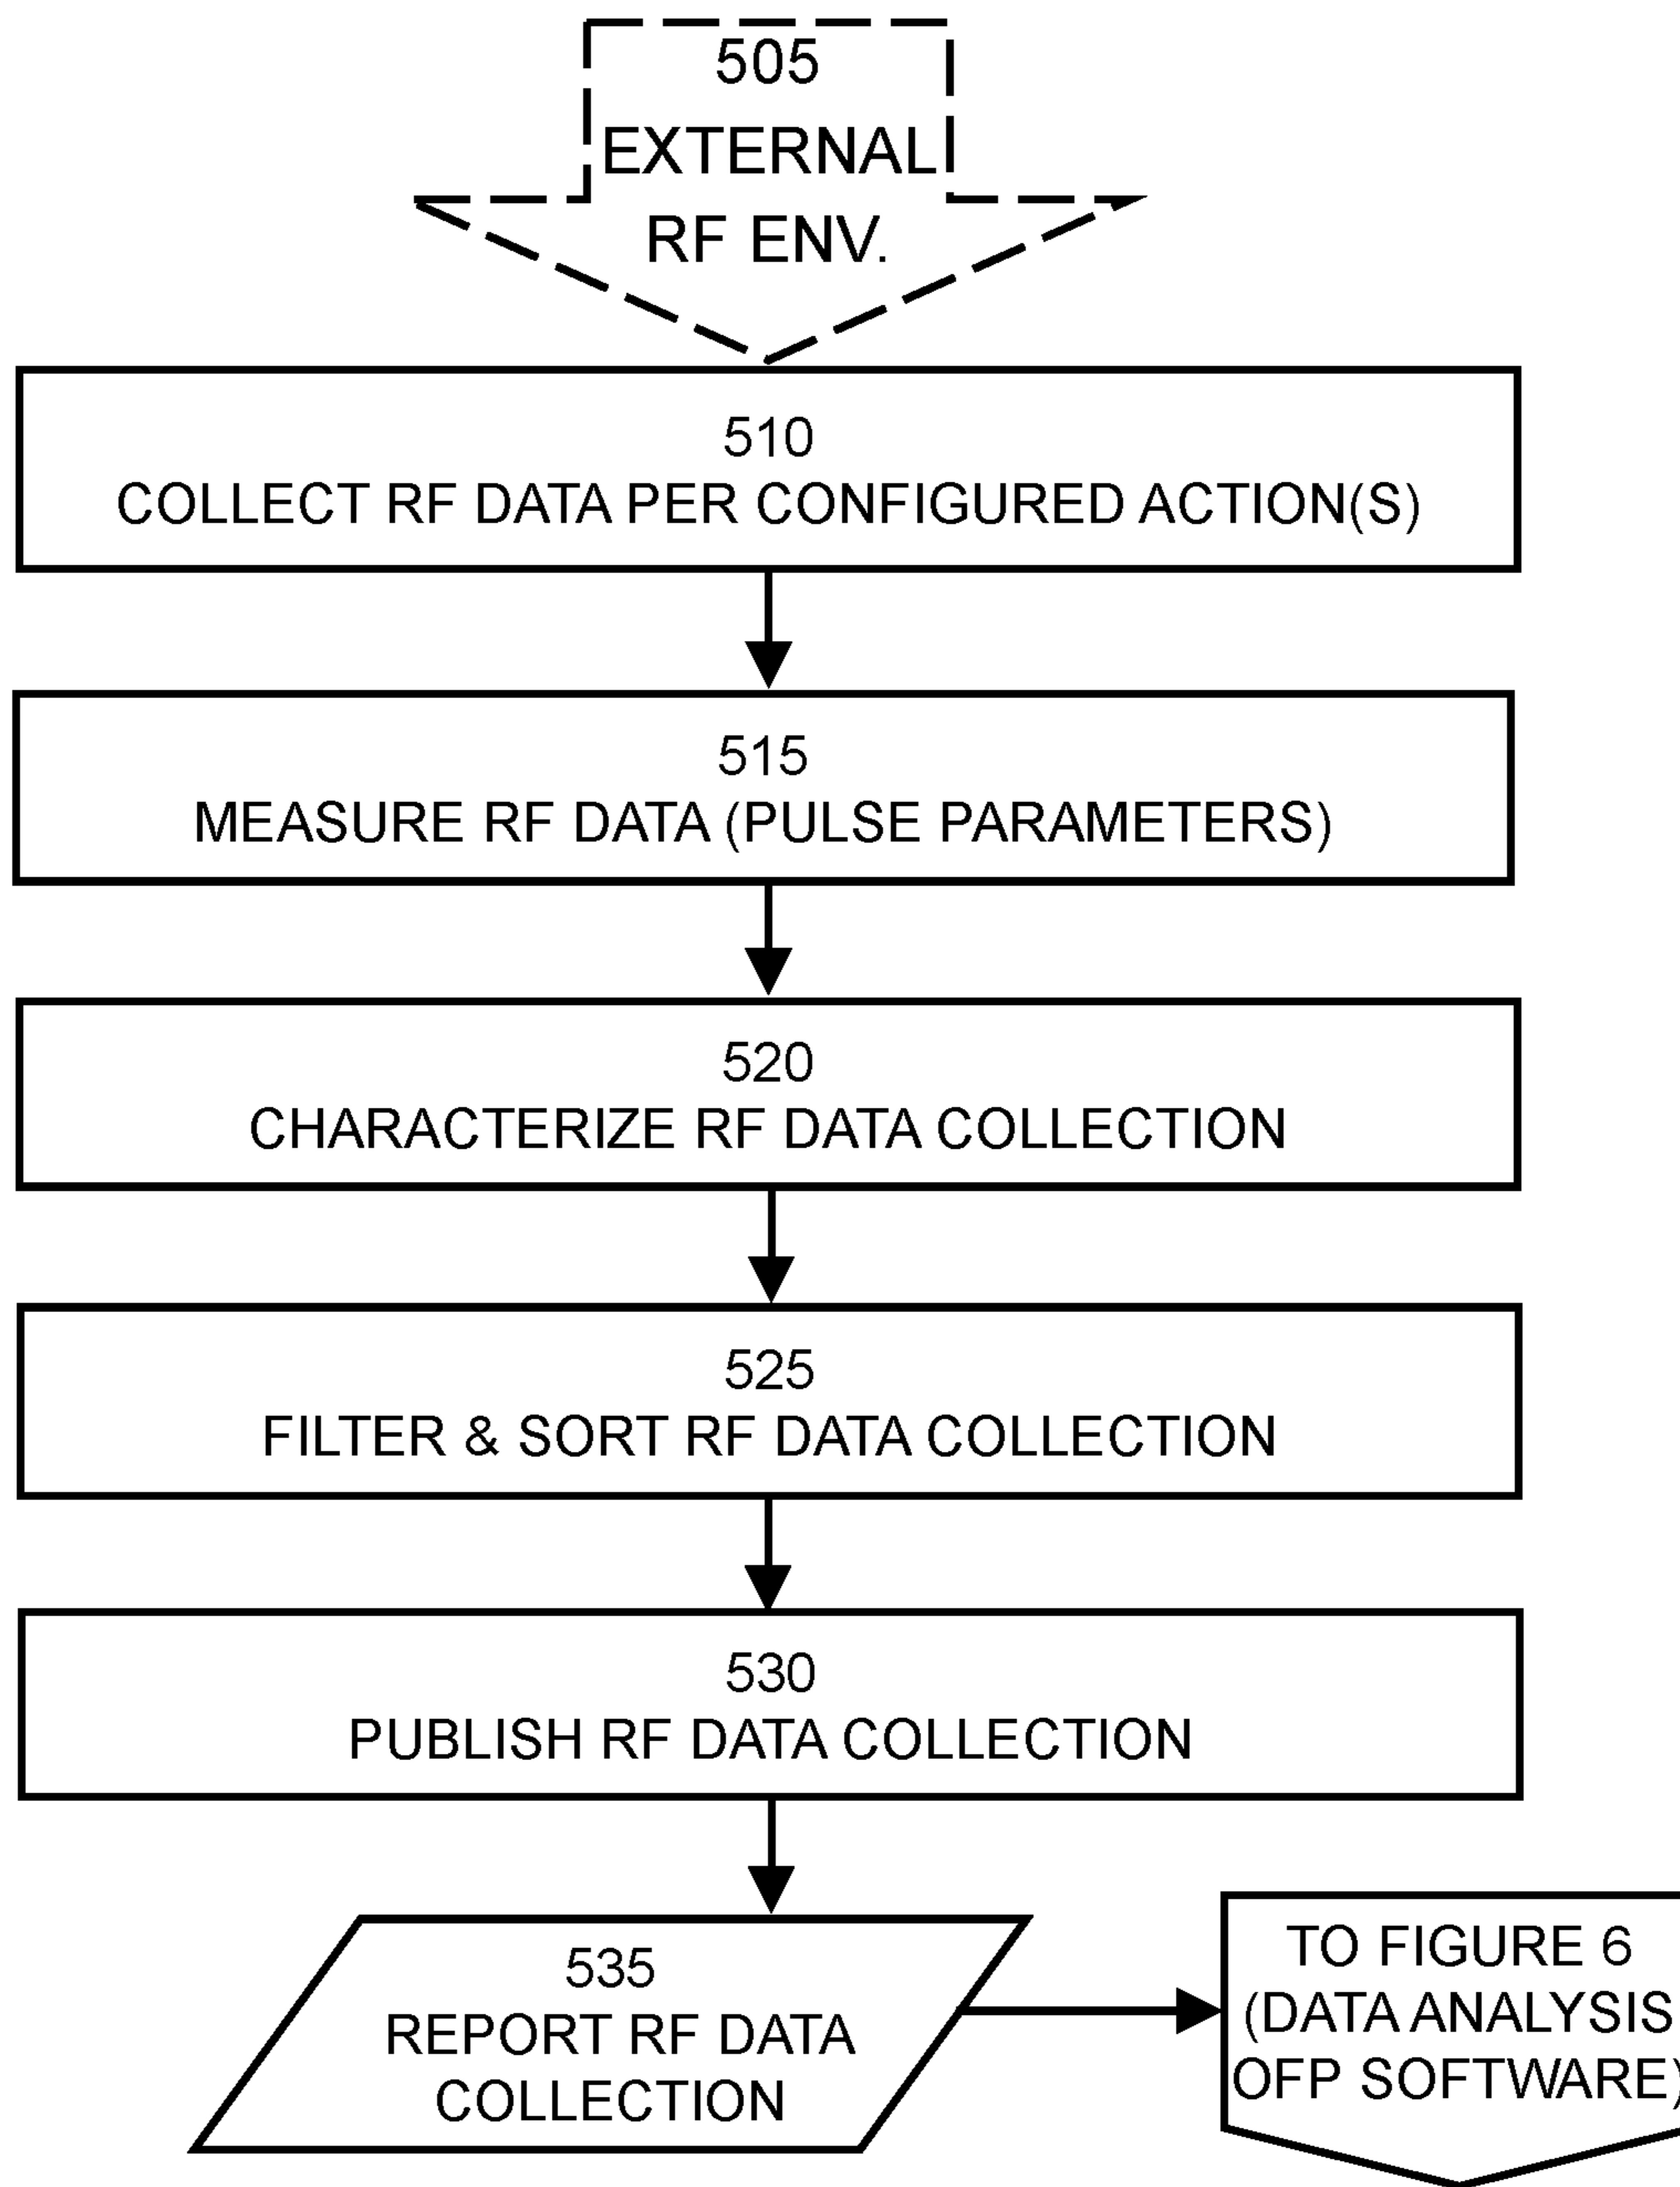 505
EXTERNAL
RF ENV.
510
COLLECT RF DATA PER CONFIGURED ACTION(S)
515
MEASURE RF DATA (PULSE PARAMETERS)
520
CHARACTERIZE RF DATA COLLECTION
525
FILTER & SORT RF DATA COLLECTION
530
PUBLISH RF DATA COLLECTION
535
REPORT RF DATA
COLLECTION
TO FIGURE 6
(DATA ANALYSIS
OFP SOFTWARE)